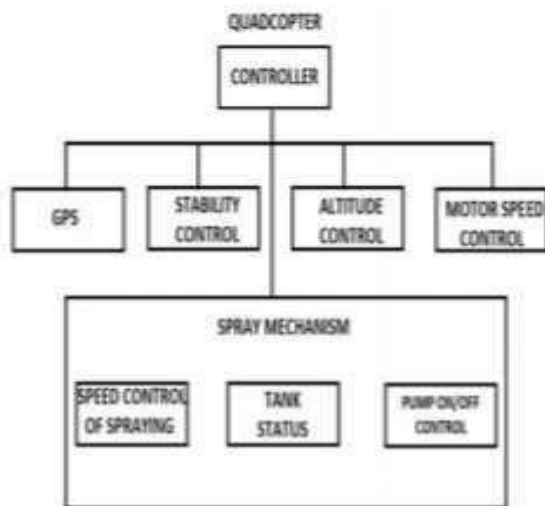 QUADCOPTER
CONTROLLER
GPS
STABILITY
CONTROL
ALTITUDE
CONTROL
MOTOR SPEED
CONTROL
SPRAY MECHANISM
SPEED CONTROL
OF SPRAYING
TANK
STATUS
PUMP ON/OFF
CONTROL